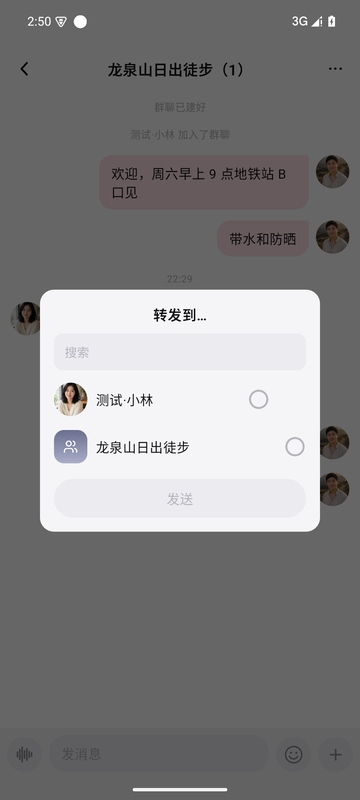 2:50
3G
龙泉山日出徒步（1）
群聊已建好
测试·小林 加入了群聊
欢迎，周六早上 9 点地铁站 B
口见
带水和防晒
22:29
转发到...
搜索
测试·小林
龙泉山日出徒步
发送
发消息